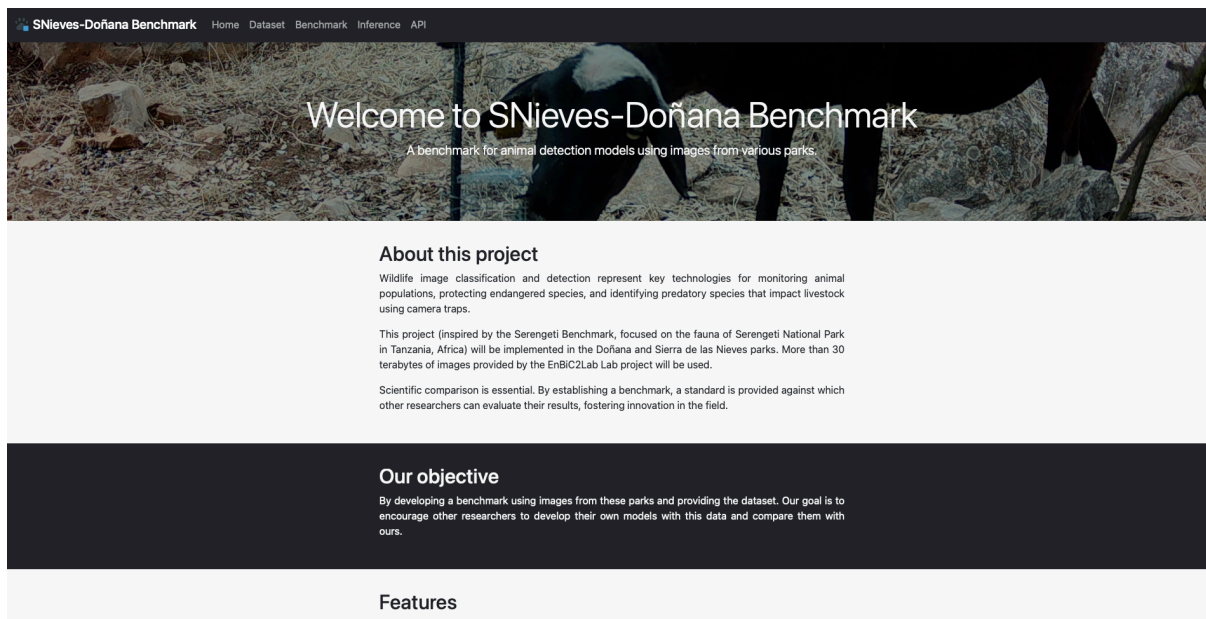 SNieves-Doñana Benchmark Home Dataset Benchmark Inference API
Welcome to SNieves-Doñana Benchmark
A benchmark for animal detection models using images from various parks.
About this project
Wildlife image classification and detection represent key technologies for monitoring animal
populations, protecting endangered species, and identifying predatory species that impact livestock
using camera traps.
This project (inspired by the Serengeti Benchmark, focused on the fauna of Serengeti National Park
in Tanzania, Africa) will be implemented in the Doñana and Sierra de las Nieves parks. More than 30
terabytes of images provided by the EnBiC2Lab Lab project will be used.
Scientific comparison is essential. By establishing a benchmark, a standard is provided against which
other researchers can evaluate their results, fostering innovation in the field.
Our objective
By developing a benchmark using images from these parks and providing the dataset. Our goal is to
encourage other researchers to develop their own models with this data and compare them with
ours.
Features